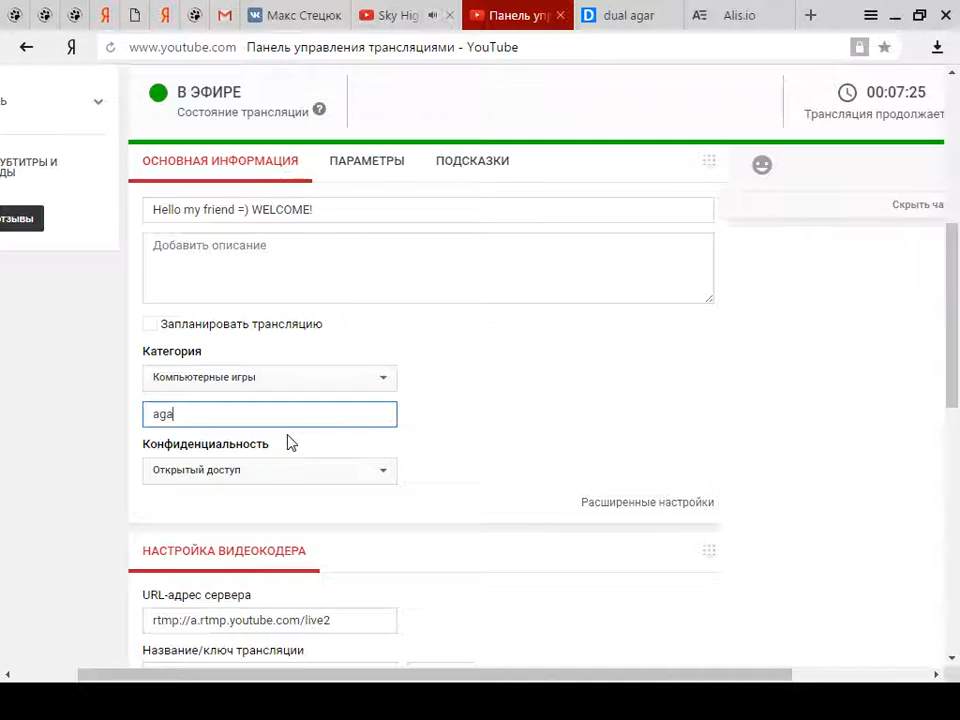 Макс Стецюк
Sky Hig
Панель упр
dual agar
Alis.io
www.youtube.com Панель управления трансляциями - YouTube
ь
В ЭФИРЕ
Состояние трансляции
00:07:25
Трансляция продолжает
УБТИТРЫ И
ДЫ
отзывы
ОСНОВНАЯ ИНФОРМАЦИЯ
ПАРАМЕТРЫ
ПОДСКАЗКИ
Скрыть ча
Hello my friend =) WELCOME!
Добавить описание
Запланировать трансляцию
Категория
Компьютерные игры
aga
Конфиденциальность
Открытый доступ
Расширенные настройки
НАСТРОЙКА ВИДЕОКОДЕРА
URL-адрес сервера
rtmp://a.rtmp.youtube.com/live2
Название/ключ трансляции